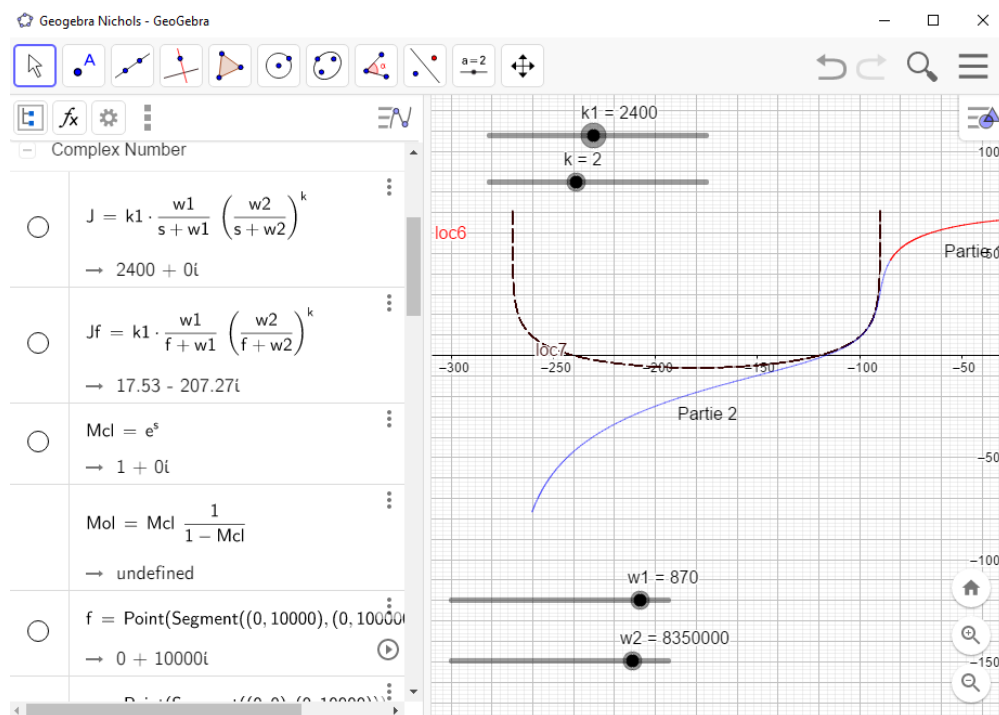 Geogebra Nichols - GeoGebra
A
a=2
fx
N
Complex Number
J = k1 · w1/(s + w1) (w2/(s + w2))^k
→ 2400 + 0i
Jf = k1 · w1/(f + w1) (w2/(f + w2))^k
→ 17.53 - 207.27i
Mcl = e^s
→ 1 + 0i
Mol = Mcl 1/(1 − Mcl)
→ undefined
f = Point(Segment((0, 10000), (0, 10000
→ 0 + 10000i
k1 = 2400
k = 2
100
loc6
Partie
50
loc7
−300
−250
−200
−150
−100
−50
Partie 2
−50
−100
w1 = 870
w2 = 8350000
−150